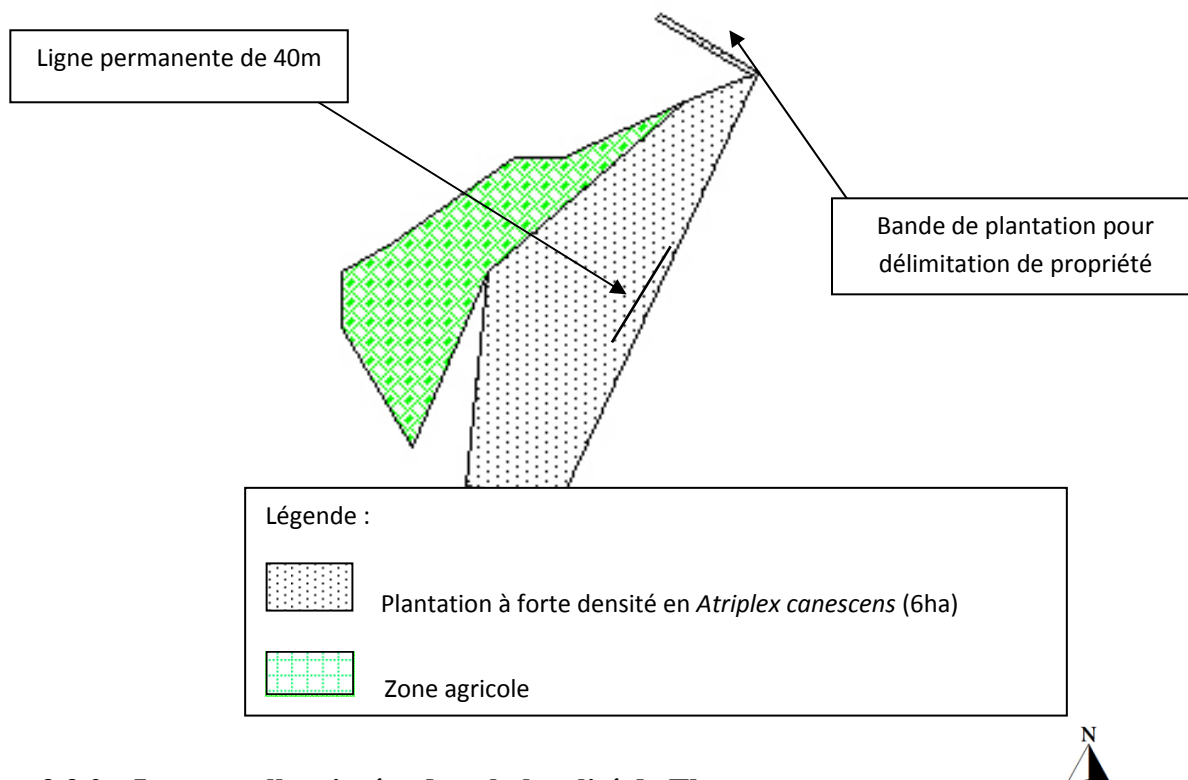 Ligne permanente de 40m
Bande de plantation pour
délimitation de propriété
Légende :
Plantation à forte densité en Atriplex canescens (6ha)
Zone agricole
N